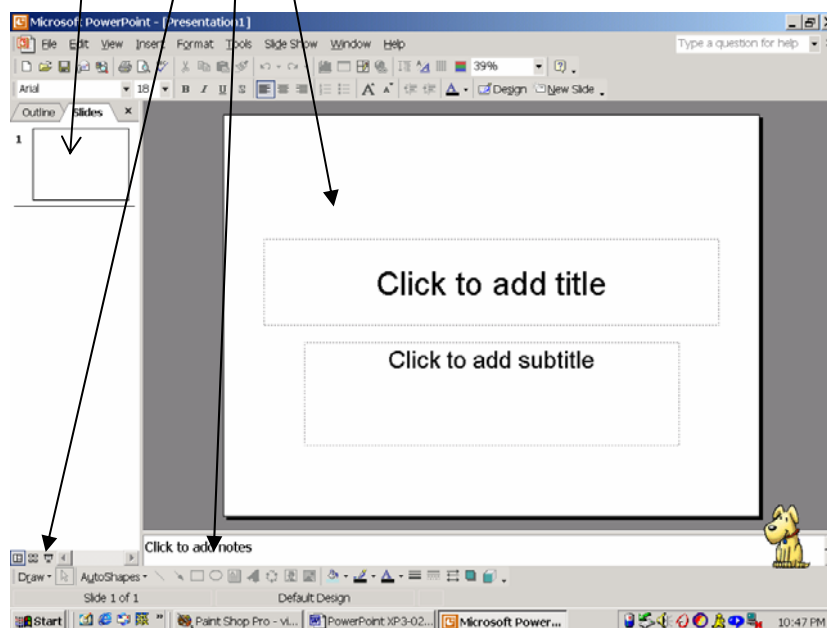 Microsoft PowerPoint - [Presentation1]
File Edit View Insert Format Tools Slide Show Window Help Type a question for help
39%
Arial 18 B I U S A A A Design New Slide
Outline Slides ×
1
Click to add title
Click to add subtitle
Click to add notes
Draw AutoShapes A
Slide 1 of 1 Default Design
Start " Paint Shop Pro - Vi... PowerPoint XP3-02... Microsoft Power... 10:47 PM